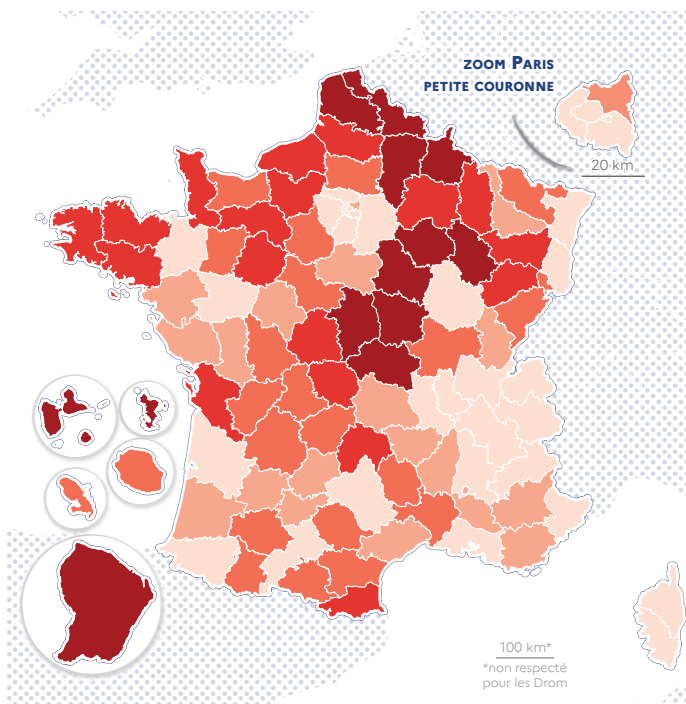 ZOOM PARIS
PETITE COURONNE
20 km
100 km*
*non respecté
pour les Drom